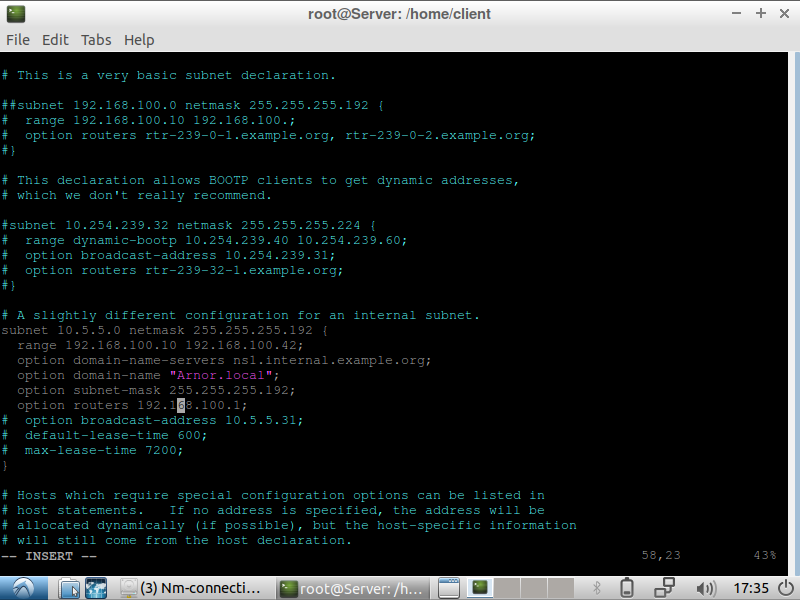 root@Server: /home/client
File Edit Tabs Help
# This is a very basic subnet declaration.
##subnet 192.168.100.0 netmask 255.255.255.192 {
#  range 192.168.100.10 192.168.100.;
#  option routers rtr-239-0-1.example.org, rtr-239-0-2.example.org;
#}
# This declaration allows BOOTP clients to get dynamic addresses,
# which we don't really recommend.
#subnet 10.254.239.32 netmask 255.255.255.224 {
#  range dynamic-bootp 10.254.239.40 10.254.239.60;
#  option broadcast-address 10.254.239.31;
#  option routers rtr-239-32-1.example.org;
#}
# A slightly different configuration for an internal subnet.
subnet 10.5.5.0 netmask 255.255.255.192 {
  range 192.168.100.10 192.168.100.42;
  option domain-name-servers ns1.internal.example.org;
  option domain-name "Arnor.local";
  option subnet-mask 255.255.255.192;
  option routers 192.168.100.1;
#  option broadcast-address 10.5.5.31;
#  default-lease-time 600;
#  max-lease-time 7200;
}
# Hosts which require special configuration options can be listed in
# host statements.   If no address is specified, the address will be
# allocated dynamically (if possible), but the host-specific information
# will still come from the host declaration.
-- INSERT -- 58,23 43%
(3) Nm-connecti... root@Server: /h... 17:35